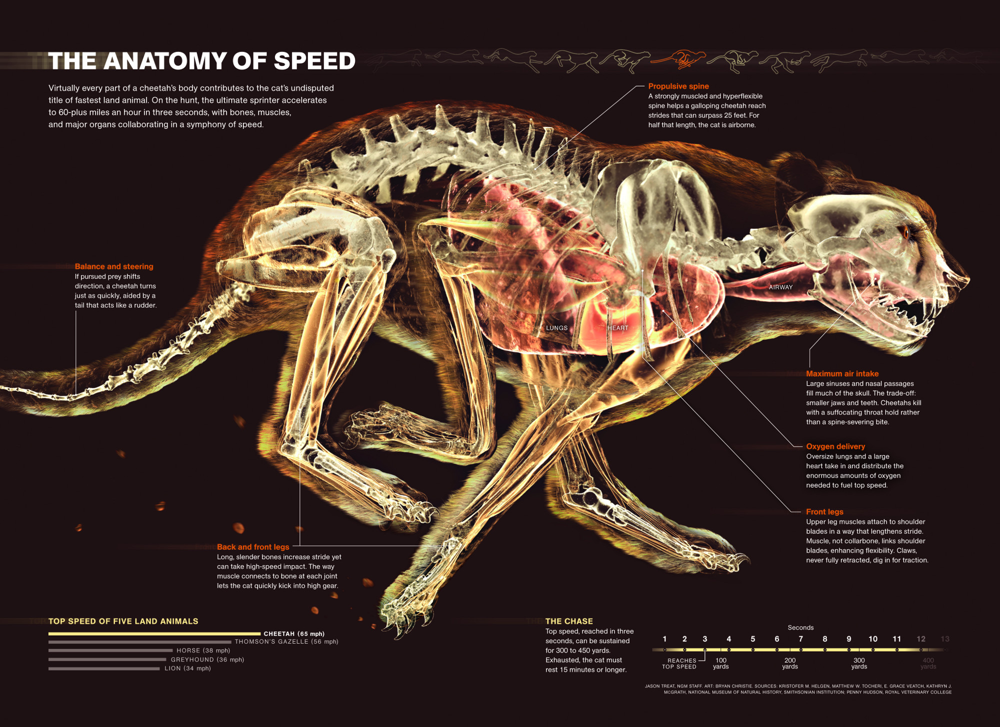 THE ANATOMY OF SPEED
Virtually every part of a cheetah's body contributes to the cat's undisputed
title of fastest land animal. On the hunt, the ultimate sprinter accelerates
to 60-plus miles an hour in three seconds, with bones, muscles,
and major organs collaborating in a symphony of speed.
Propulsive spine
A strongly muscled and hyperflexible
spine helps a galloping cheetah reach
strides that can surpass 25 feet. For
half that length, the cat is airborne.
Balance and steering
If pursued prey shifts
direction, a cheetah turns
just as quickly, aided by a
tail that acts like a rudder.
AIRWAY
LUNGS
HEART
Maximum air intake
Large sinuses and nasal passages
fill much of the skull. The trade-off:
smaller jaws and teeth. Cheetahs kill
with a suffocating throat hold rather
than a spine-severing bite.
Oxygen delivery
Oversize lungs and a large
heart take in and distribute the
enormous amounts of oxygen
needed to fuel top speed.
Front legs
Upper leg muscles attach to shoulder
blades in a way that lengthens stride.
Muscle, not collarbone, links shoulder
blades, enhancing flexibility. Claws,
never fully retracted, dig in for traction.
Back and front legs
Long, slender bones increase stride yet
can take high-speed impact. The way
muscle connects to bone at each joint
lets the cat quickly kick into high gear.
TOP SPEED OF FIVE LAND ANIMALS
CHEETAH (65 mph)
THOMSON'S GAZELLE (56 mph)
HORSE (38 mph)
GREYHOUND (36 mph)
LION (34 mph)
THE CHASE
Top speed, reached in three
seconds, can be sustained
for 300 to 450 yards.
Exhausted, the cat must
rest 15 minutes or longer.
Seconds
1 2 3 4 5 6 7 8 9 10 11 12 13
REACHES
TOP SPEED
100
yards
200
yards
300
yards
400
yards
JASON TREAT, NGM STAFF. ART: BRYAN CHRISTIE. SOURCES: KRISTOFER M. HELGEN, MATTHEW W. TOCHERI, E. GRACE VEATCH, KATHRYN J.
McGRATH, NATIONAL MUSEUM OF NATURAL HISTORY, SMITHSONIAN INSTITUTION; PENNY HUDSON, ROYAL VETERINARY COLLEGE